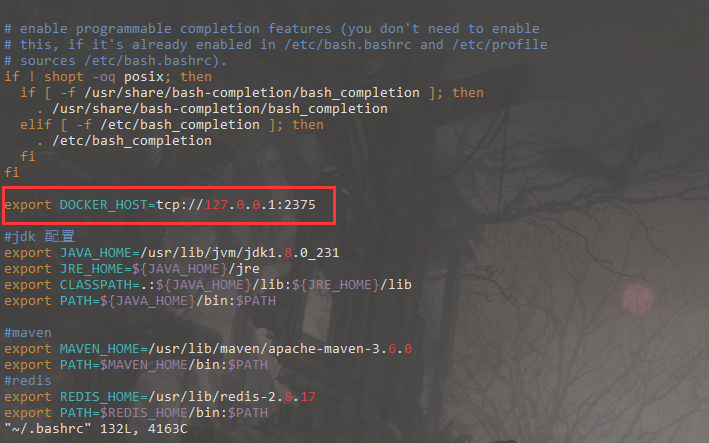 # enable programmable completion features (you don't need to enable
# this, if it's already enabled in /etc/bash.bashrc and /etc/profile
# sources /etc/bash.bashrc).
if ! shopt -oq posix; then
  if [ -f /usr/share/bash-completion/bash_completion ]; then
    . /usr/share/bash-completion/bash_completion
  elif [ -f /etc/bash_completion ]; then
    . /etc/bash_completion
  fi
fi
export DOCKER_HOST=tcp://127.0.0.1:2375
#jdk 配置
export JAVA_HOME=/usr/lib/jvm/jdk1.8.0_231
export JRE_HOME=${JAVA_HOME}/jre
export CLASSPATH=.:${JAVA_HOME}/lib:${JRE_HOME}/lib
export PATH=${JAVA_HOME}/bin:$PATH
#maven
export MAVEN_HOME=/usr/lib/maven/apache-maven-3.6.0
export PATH=$MAVEN_HOME/bin:$PATH
#redis
export REDIS_HOME=/usr/lib/redis-2.8.17
export PATH=$REDIS_HOME/bin:$PATH
"~/.bashrc" 132L, 4163C